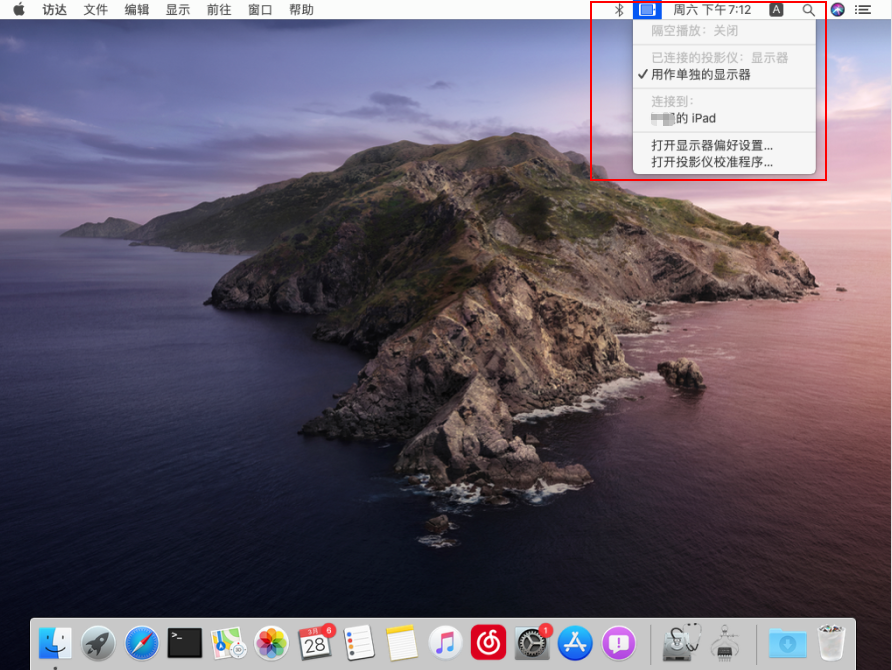 访达 文件 编辑 显示 前往 窗口 帮助 周六 下午7:12 A
隔空播放：关闭
已连接的投影仪：显示器
✓用作单独的显示器
连接到：
的 iPad
打开显示器偏好设置...
打开投影仪校准程序...
>_
3月
28
6
1